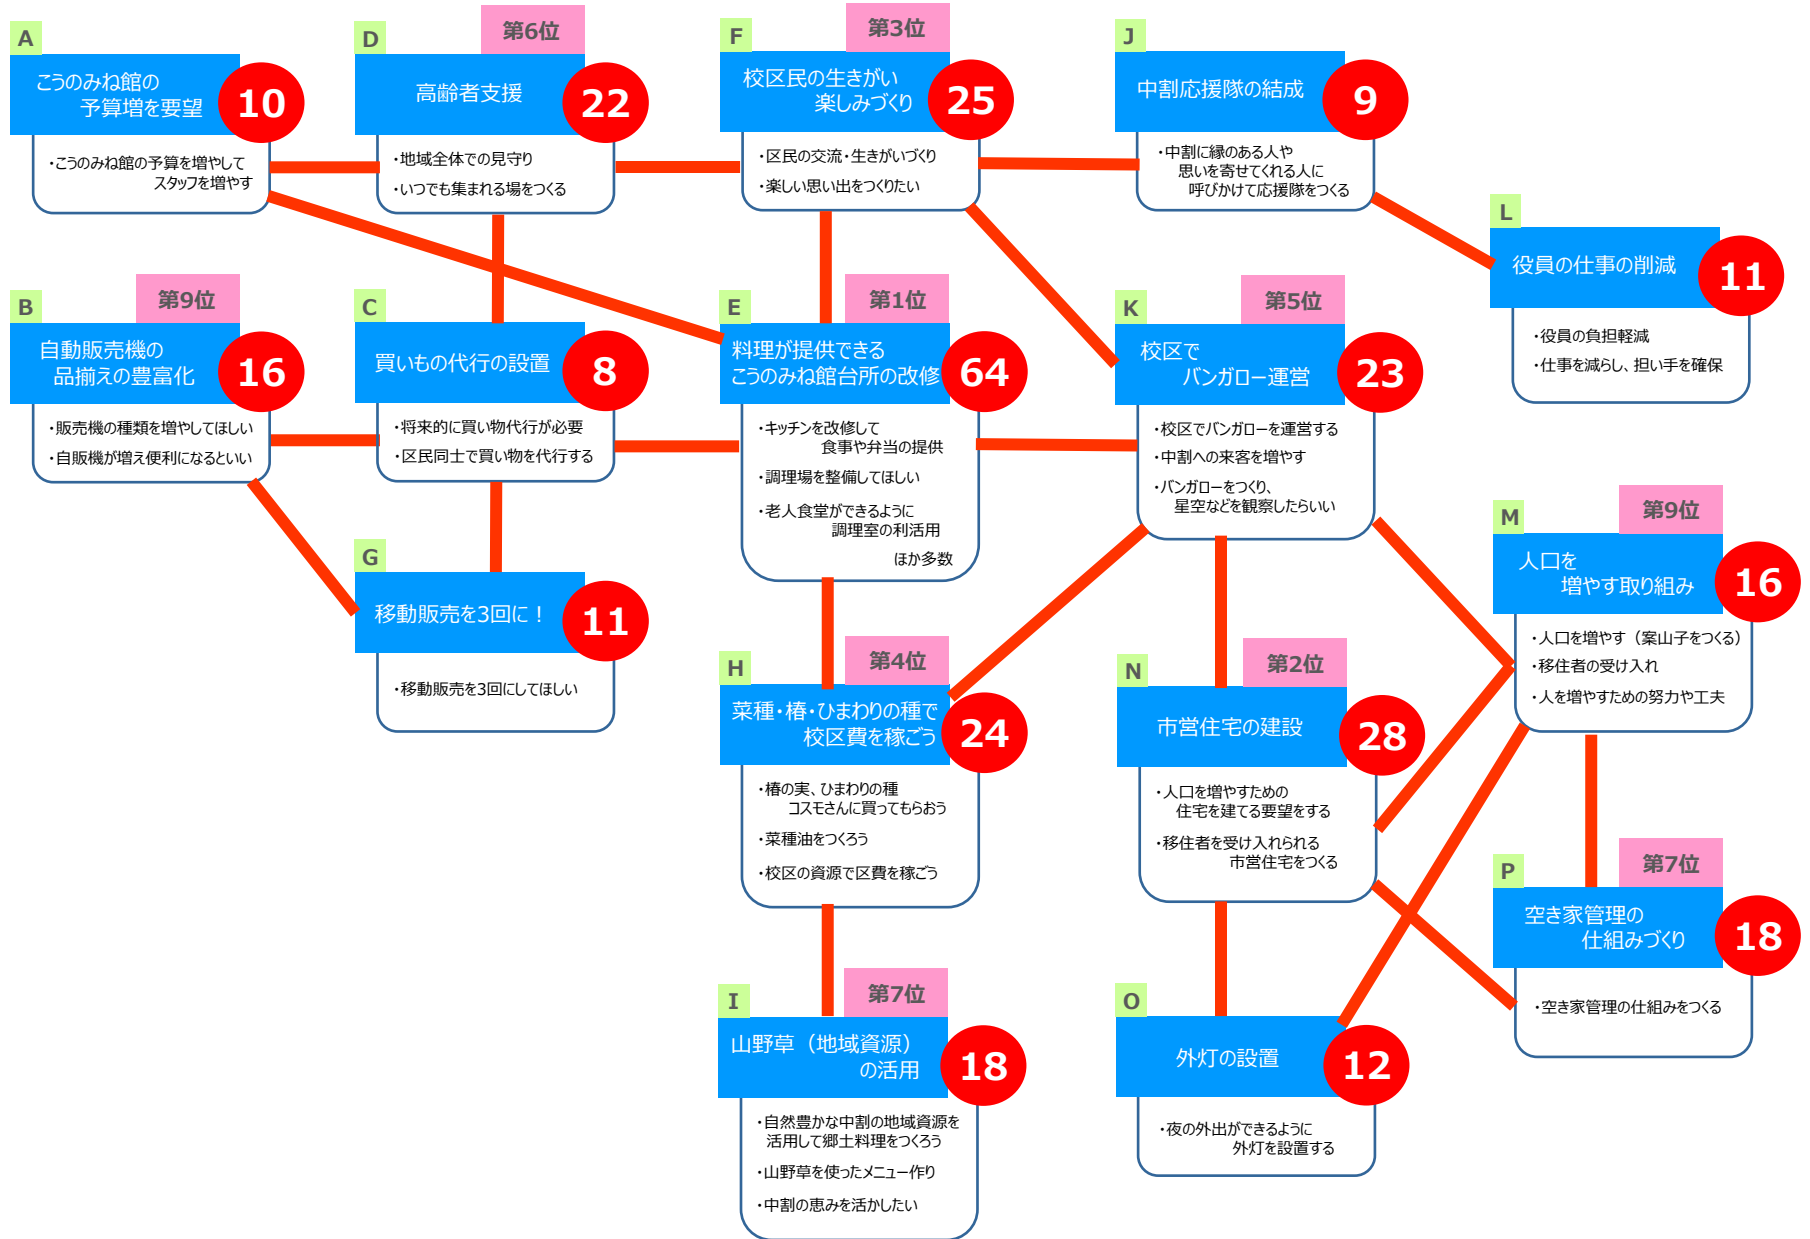 A
こうのみね館の
予算増を要望
10
・こうのみね館の予算を増やして
スタッフを増やす
D
第6位
高齢者支援
22
・地域全体での見守り
・いつでも集まれる場をつくる
F
第3位
校区民の生きがい
楽しみづくり
25
・区民の交流・生きがいづくり
・楽しい思い出をつくりたい
J
中割応援隊の結成
9
・中割に縁のある人や
思いを寄せてくれる人に
呼びかけて応援隊をつくる
L
役員の仕事の削減
11
・役員の負担軽減
・仕事を減らし、担い手を確保
B
第9位
自動販売機の
品揃えの豊富化
16
・販売機の種類を増やしてほしい
・自販機が増え便利になるといい
C
買いもの代行の設置
8
・将来的に買い物代行が必要
・区民同士で買い物を代行する
E
第1位
料理が提供できる
こうのみね館台所の改修
64
・キッチンを改修して
食事や弁当の提供
・調理場を整備してほしい
・老人食堂ができるように
調理室の利活用
ほか多数
K
第5位
校区で
バンガロー運営
23
・校区でバンガローを運営する
・中割への来客を増やす
・バンガローをつくり、
星空などを観察したらいい
M
第9位
人口を
増やす取り組み
16
・人口を増やす（案山子をつくる）
・移住者の受け入れ
・人を増やすための努力や工夫
G
移動販売を3回に！
11
・移動販売を3回にしてほしい
H
第4位
菜種・椿・ひまわりの種で
校区費を稼ごう
24
・椿の実、ひまわりの種
コスモさんに買ってもらおう
・菜種油をつくろう
・校区の資源で区費を稼ごう
N
第2位
市営住宅の建設
28
・人口を増やすための
住宅を建てる要望をする
・移住者を受け入れられる
市営住宅をつくる
P
第7位
空き家管理の
仕組みづくり
18
・空き家管理の仕組みをつくる
I
第7位
山野草（地域資源）
の活用
18
・自然豊かな中割の地域資源を
活用して郷土料理をつくろう
・山野草を使ったメニュー作り
・中割の恵みを活かしたい
O
外灯の設置
12
・夜の外出ができるように
外灯を設置する